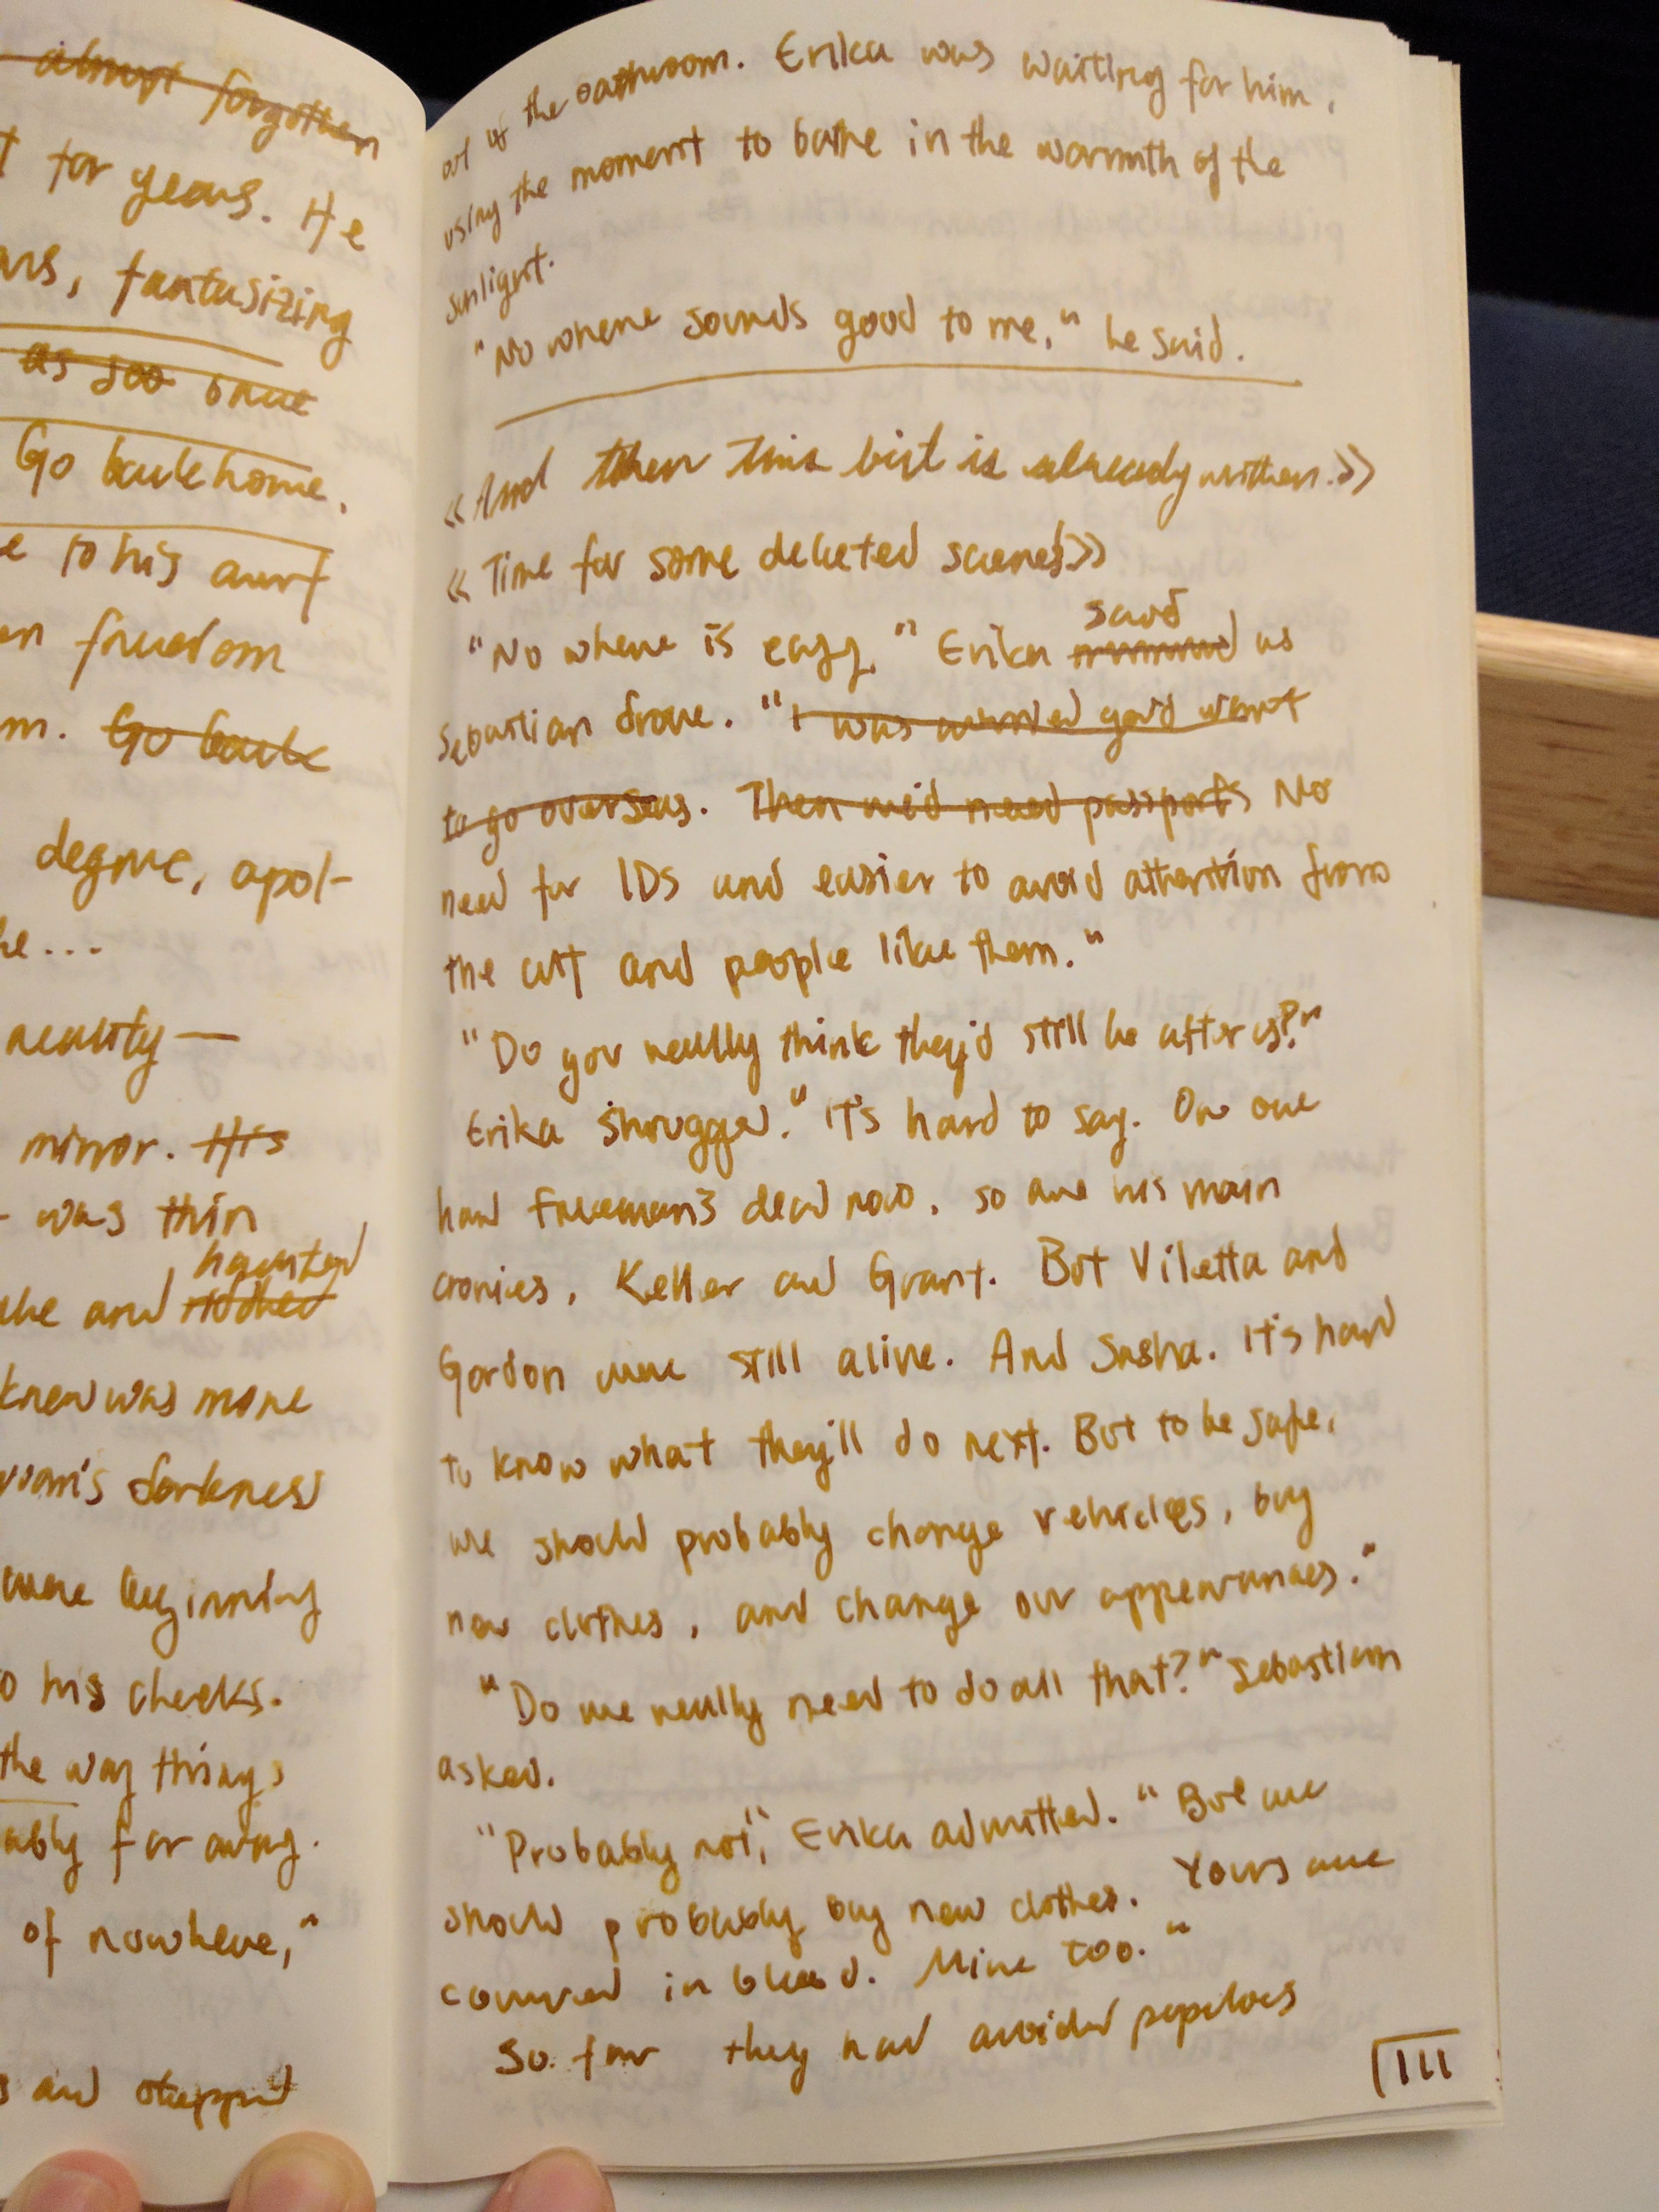 almost forgotten
for years. He
fantasizing
as soo
Go back home.
to his aunt
freedom
m. Go back
degree, apol-
he...
reality —
mirror. His
was thin
haunted
and
knew was more
darkness
were beginning
o his cheeks.
the way things
ably far away.
of nowhere,"
s and stepped
out of the bathroom. Erika was waiting for him,
using the moment to bathe in the warmth of the
sunlight.
"No where sounds good to me," he said.
«And then this bit is already written.»
«Time for some deleted scenes»
said
"No where is easy," Erika as
Sebastian drove. "I was worried you'd want
to go overseas. Then we'd need passports No
need for IDs and easier to avoid attention from
the cult and people like them."
"Do you really think they'd still be after us?"
Erika shrugged. "It's hard to say. On one
han Freeman's dead now, so are his main
cronies, Keller and Grant. But Viletta and
Gordon were still alive. And Sasha. It's hard
to know what they'll do next. But to be safe,
we should probably change vehicles, buy
new clothes, and change our appearances."
"Do we really need to do all that?" Sebastian
asked.
"Probably not," Erika admitted. "But we
should probably buy new clothes. Yours are
covered in blood. Mine too."
So far they had avoided populous
111